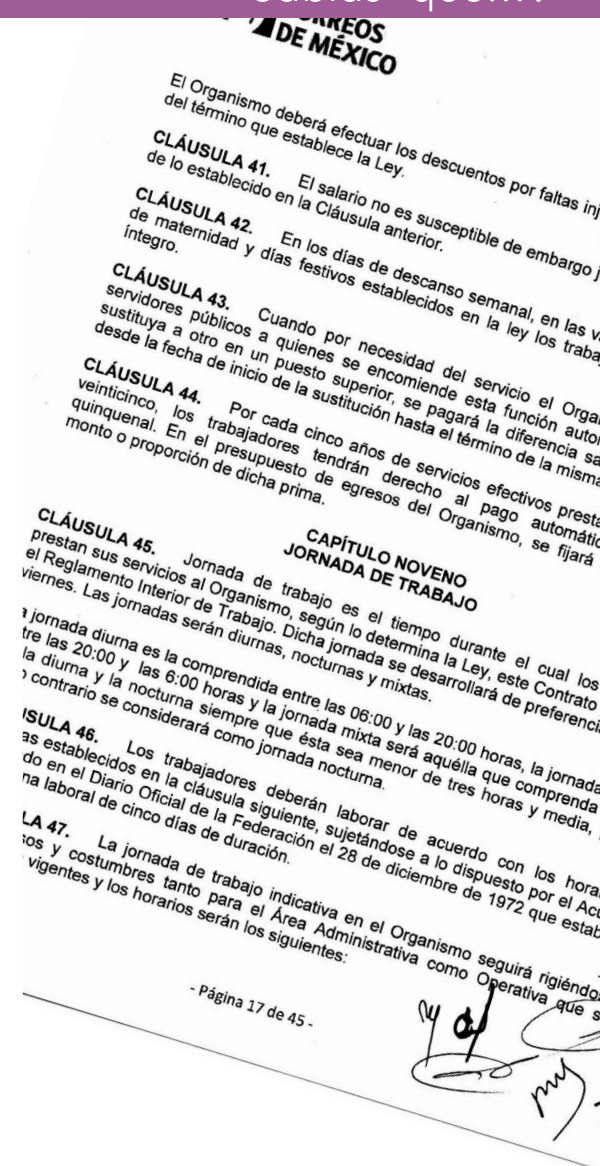 CORREOS
DE MÉXICO
El Organismo deberá efectuar los descuentos por faltas
del término que establece la Ley.
CLÁUSULA 41. El salario no es susceptible de embargo
de lo establecido en la Cláusula anterior.
CLÁUSULA 42. En los días de descanso semanal, en las
de maternidad y días festivos establecidos en la ley los
íntegro.
CLÁUSULA 43. Cuando por necesidad del servicio el
servidores públicos a quienes se encomiende esta función
sustituya a otro en un puesto superior, se pagará la diferencia
desde la fecha de inicio de la sustitución hasta el término de la misma
CLÁUSULA 44. Por cada cinco años de servicios efectivos
veinticinco, los trabajadores tendrán derecho al pago
quinquenal. En el presupuesto de egresos del Organismo, se fijará
monto o proporción de dicha prima.
CAPÍTULO NOVENO
JORNADA DE TRABAJO
CLÁUSULA 45. Jornada de trabajo es el tiempo durante el cual los
prestan sus servicios al Organismo, según lo determina la Ley, este Contrato
el Reglamento Interior de Trabajo. Dicha jornada se desarrollará de
viernes. Las jornadas serán diurnas, nocturnas y mixtas.
jornada diurna es la comprendida entre las 06:00 y las 20:00 horas, la jornada
tre las 20:00 y las 6:00 horas y la jornada mixta será aquélla que comprenda
la diurna y la nocturna siempre que ésta sea menor de tres horas y media,
contrario se considerará como jornada nocturna.
USULA 46. Los trabajadores deberán laborar de acuerdo con los
as establecidos en la cláusula siguiente, sujetándose a lo dispuesto por el
do en el Diario Oficial de la Federación el 28 de diciembre de 1972 que
na laboral de cinco días de duración.
LA 47. La jornada de trabajo indicativa en el Organismo seguirá
sos y costumbres tanto para el Área Administrativa como Operativa que
vigentes y los horarios serán los siguientes:
- Página 17 de 45 -